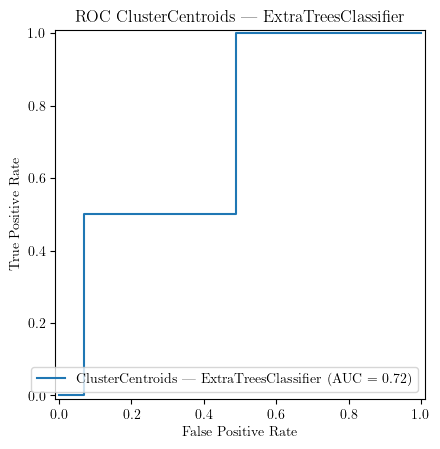 ROC ClusterCentroids — ExtraTreesClassifier
True Positive Rate
1.0
0.8
0.6
0.4
0.2
0.0
ClusterCentroids — ExtraTreesClassifier (AUC = 0.72)
0.0 0.2 0.4 0.6 0.8 1.0
False Positive Rate